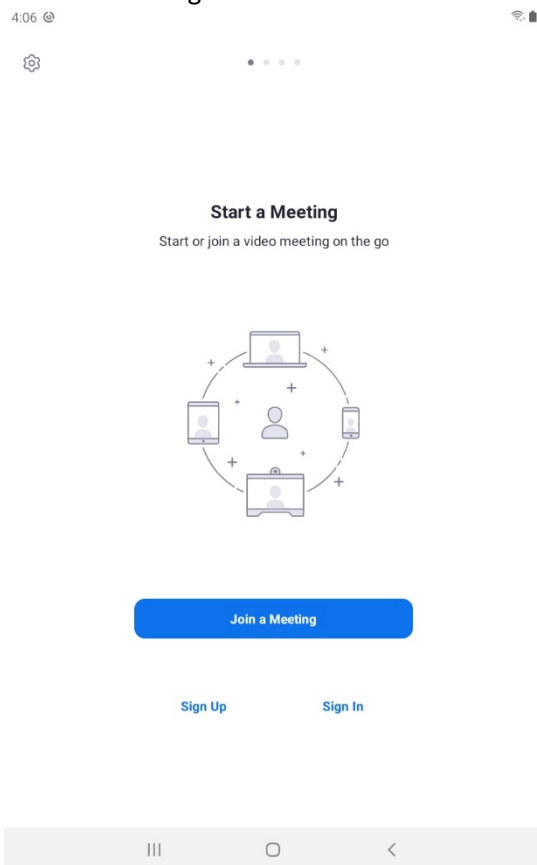 4:06
Start a Meeting
Start or join a video meeting on the go
Join a Meeting
Sign Up
Sign In